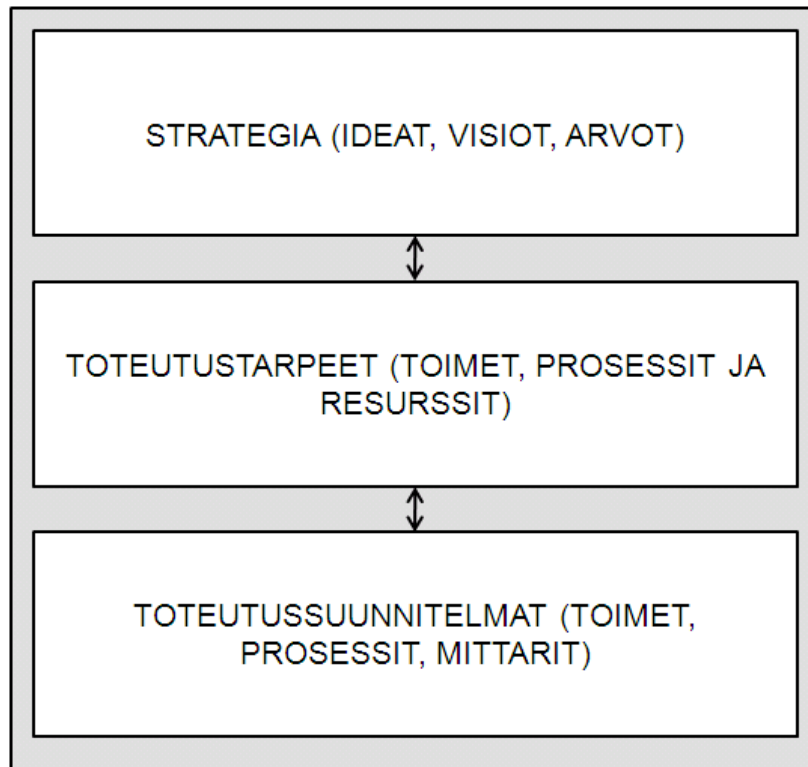 STRATEGIA (IDEAT, VISIOT, ARVOT)
TOTEUTUSTARPEET (TOIMET, PROSESSIT JA
RESURSSIT)
TOTEUTUSSUUNNITELMAT (TOIMET,
PROSESSIT, MITTARIT)